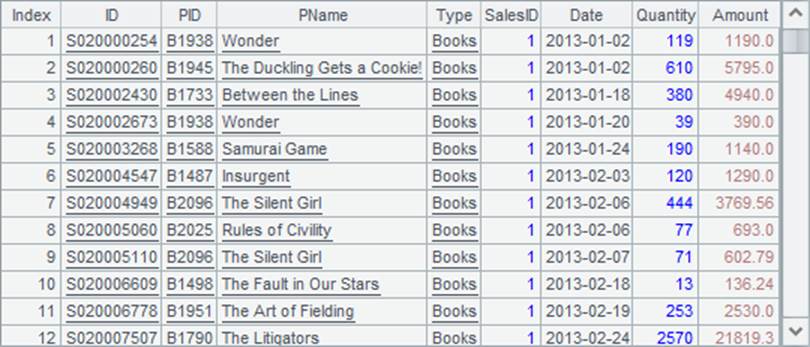 Index ID PID PName Type SalesID Date Quantity Amount
1 S020000254 B1938 Wonder Books 1 2013-01-02 119 1190.0
2 S020000260 B1945 The Duckling Gets a Cookie! Books 1 2013-01-02 610 5795.0
3 S020002430 B1733 Between the Lines Books 1 2013-01-18 380 4940.0
4 S020002673 B1938 Wonder Books 1 2013-01-20 39 390.0
5 S020003268 B1588 Samurai Game Books 1 2013-01-24 190 1140.0
6 S020004547 B1487 Insurgent Books 1 2013-02-03 120 1290.0
7 S020004949 B2096 The Silent Girl Books 1 2013-02-06 444 3769.56
8 S020005060 B2025 Rules of Civility Books 1 2013-02-06 77 693.0
9 S020005110 B2096 The Silent Girl Books 1 2013-02-07 71 602.79
10 S020006609 B1498 The Fault in Our Stars Books 1 2013-02-18 13 136.24
11 S020006778 B1951 The Art of Fielding Books 1 2013-02-19 253 2530.0
12 S020007507 B1790 The Litigators Books 1 2013-02-24 2570 21819.3